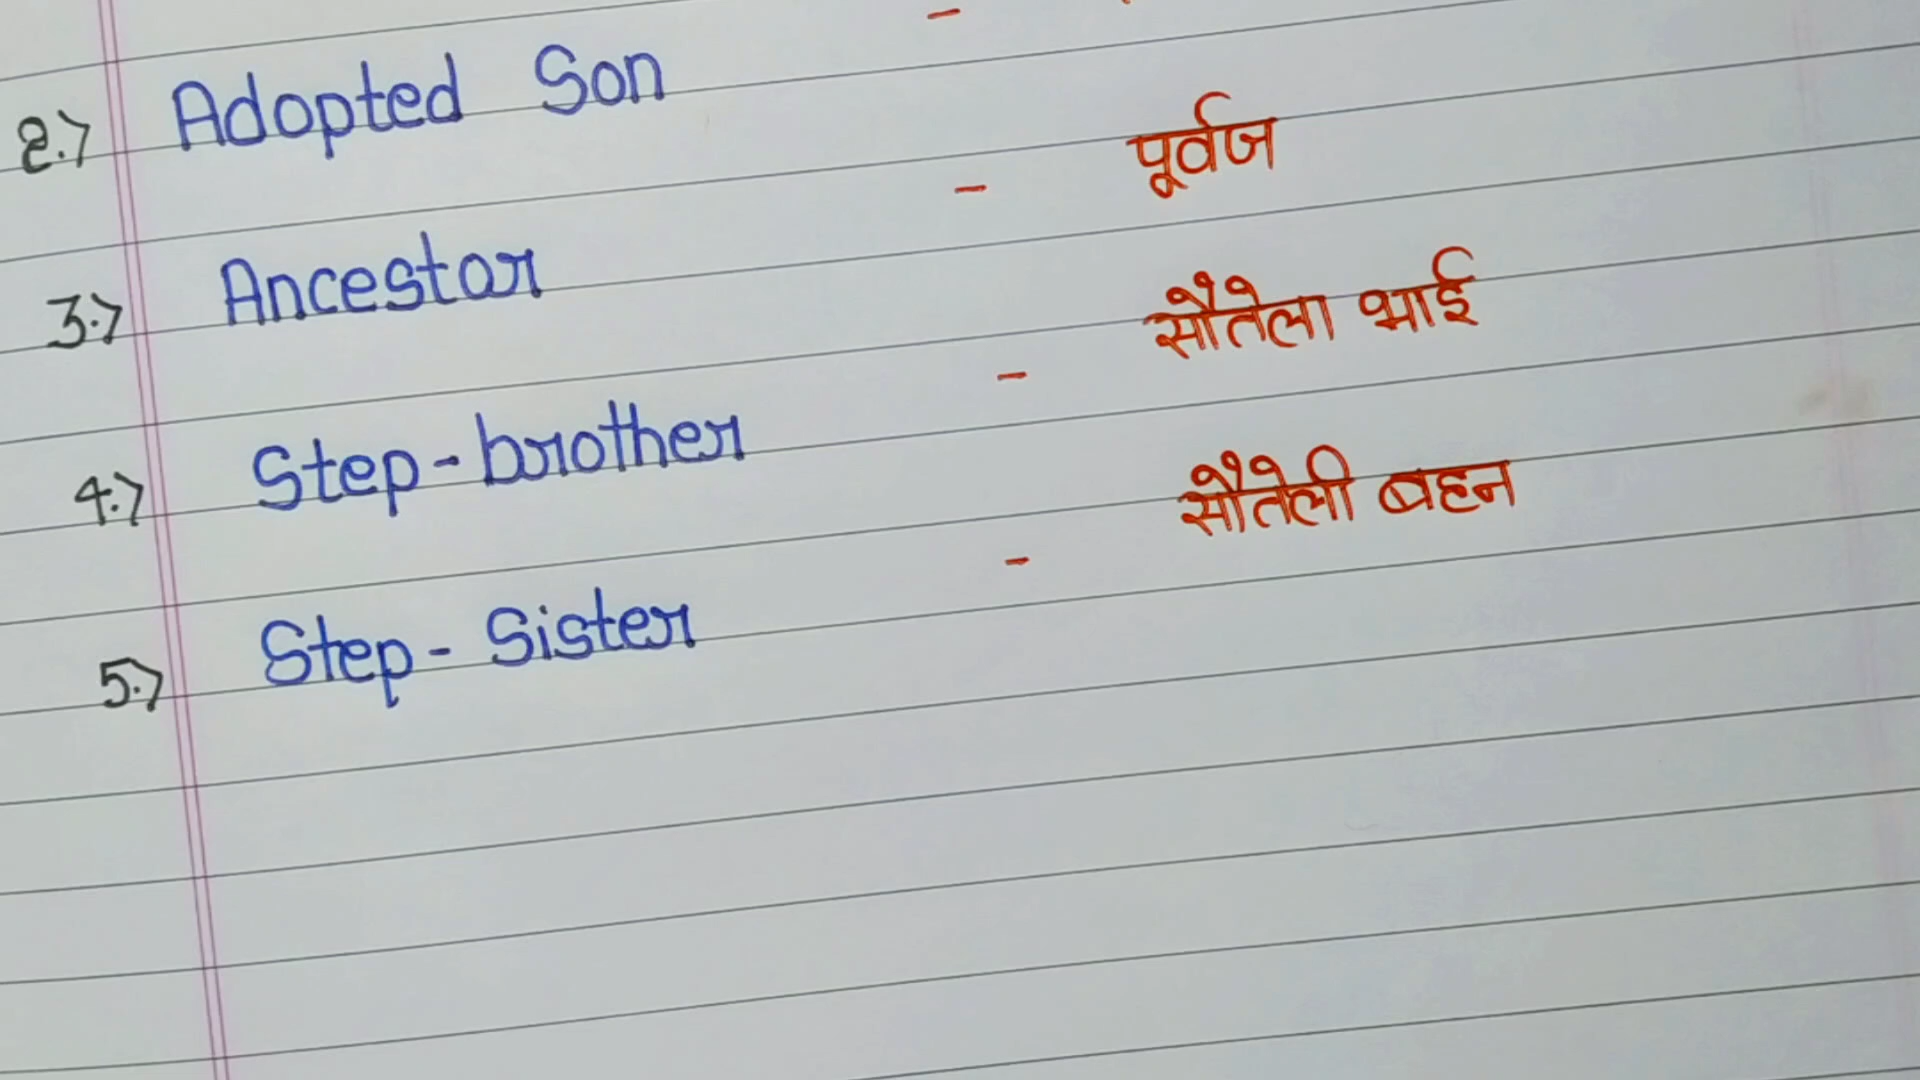 2.> Adopted Son -
3.> Ancestor - पूर्वज
4.> Step-brother - सौतेला भाई
5.> Step-Sister - सौतेली बहन